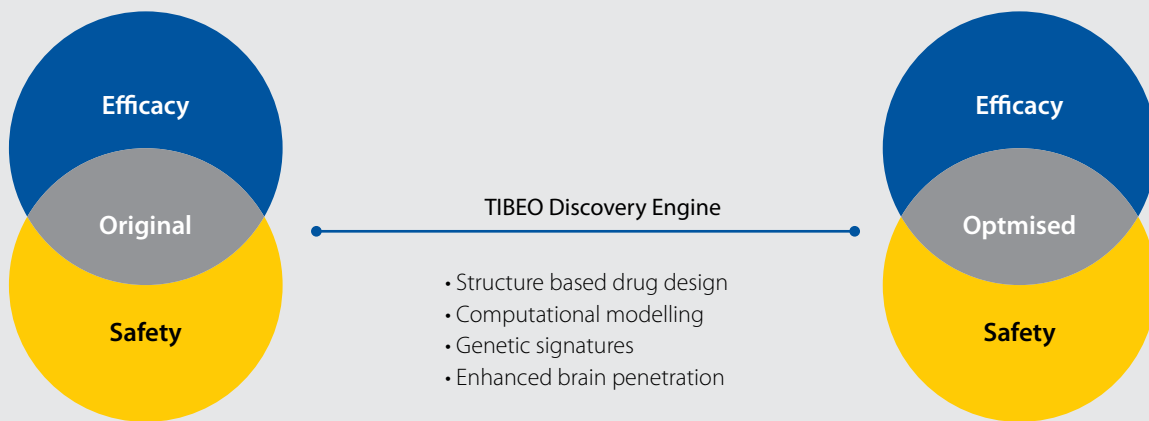 Efficacy
Original
Safety
TIBEO Discovery Engine
• Structure based drug design
• Computational modelling
• Genetic signatures
• Enhanced brain penetration
Efficacy
Optmised
Safety